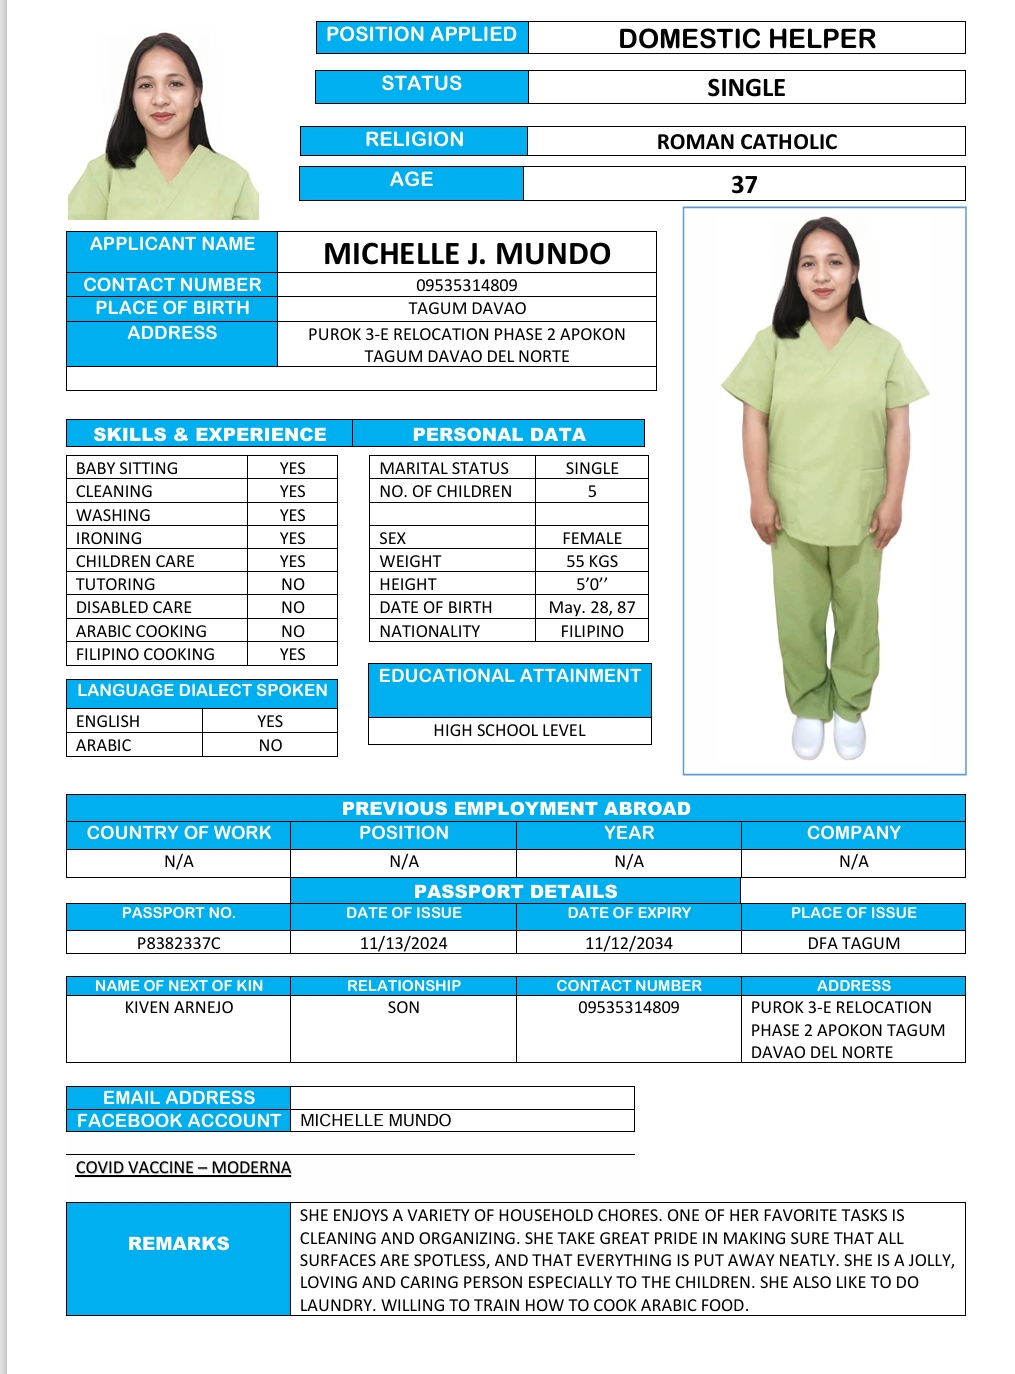 POSITION APPLIED DOMESTIC HELPER
STATUS SINGLE
RELIGION ROMAN CATHOLIC
AGE 37
APPLICANT NAME MICHELLE J. MUNDO
CONTACT NUMBER 09535314809
PLACE OF BIRTH TAGUM DAVAO
ADDRESS PUROK 3-E RELOCATION PHASE 2 APOKON
TAGUM DAVAO DEL NORTE
SKILLS & EXPERIENCE PERSONAL DATA
BABY SITTING YES
CLEANING YES
WASHING YES
IRONING YES
CHILDREN CARE YES
TUTORING NO
DISABLED CARE NO
ARABIC COOKING NO
FILIPINO COOKING YES
MARITAL STATUS SINGLE
NO. OF CHILDREN 5
SEX FEMALE
WEIGHT 55 KGS
HEIGHT 5’0’’
DATE OF BIRTH May. 28, 87
NATIONALITY FILIPINO
LANGUAGE DIALECT SPOKEN
ENGLISH YES
ARABIC NO
EDUCATIONAL ATTAINMENT
HIGH SCHOOL LEVEL
PREVIOUS EMPLOYMENT ABROAD
COUNTRY OF WORK POSITION YEAR COMPANY
N/A N/A N/A N/A
PASSPORT DETAILS
PASSPORT NO. DATE OF ISSUE DATE OF EXPIRY PLACE OF ISSUE
P8382337C 11/13/2024 11/12/2034 DFA TAGUM
NAME OF NEXT OF KIN RELATIONSHIP CONTACT NUMBER ADDRESS
KIVEN ARNEJO SON 09535314809 PUROK 3-E RELOCATION
PHASE 2 APOKON TAGUM
DAVAO DEL NORTE
EMAIL ADDRESS
FACEBOOK ACCOUNT MICHELLE MUNDO
COVID VACCINE – MODERNA
REMARKS
SHE ENJOYS A VARIETY OF HOUSEHOLD CHORES. ONE OF HER FAVORITE TASKS IS
CLEANING AND ORGANIZING. SHE TAKE GREAT PRIDE IN MAKING SURE THAT ALL
SURFACES ARE SPOTLESS, AND THAT EVERYTHING IS PUT AWAY NEATLY. SHE IS A JOLLY,
LOVING AND CARING PERSON ESPECIALLY TO THE CHILDREN. SHE ALSO LIKE TO DO
LAUNDRY. WILLING TO TRAIN HOW TO COOK ARABIC FOOD.